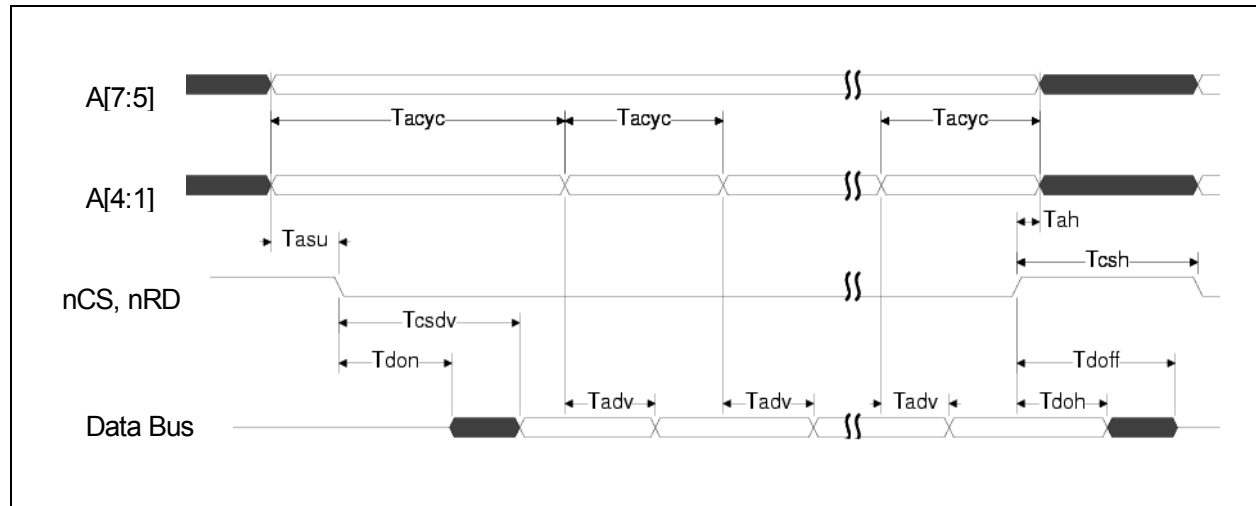 A[7:5]
Tacyc Tacyc Tacyc
A[4:1]
Tah
Tasu
Tcsh
nCS, nRD
Tcsdv
Tdon Tdoff
Tadv Tadv Tadv Tdoh
Data Bus